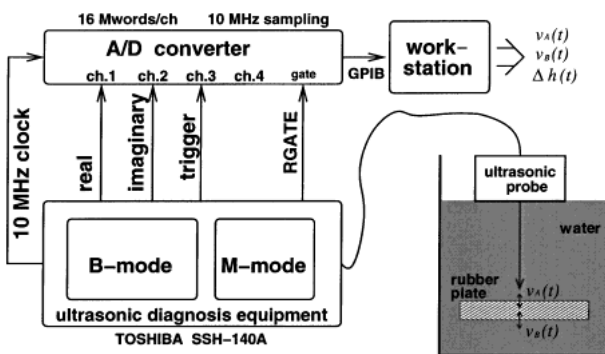 16 Mwords/ch 10 MHz sampling
A/D converter
ch.1 ch.2 ch.3 ch.4 gate
GPIB
work-
station
vA(t)
vB(t)
Δh(t)
10 MHz clock
real
imaginary
trigger
RGATE
B-mode
M-mode
ultrasonic diagnosis equipment
TOSHIBA SSH-140A
ultrasonic
probe
water
rubber
plate
vA(t)
vB(t)